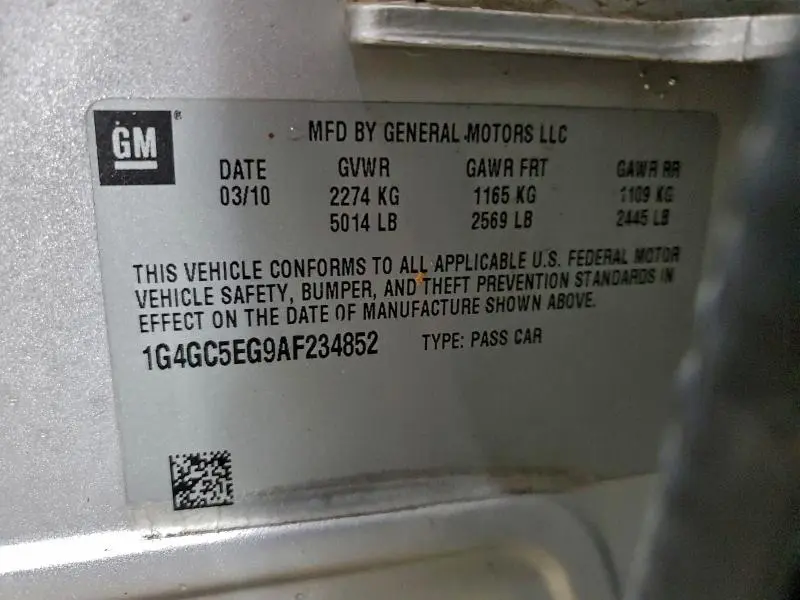 GM®
MFD BY GENERAL MOTORS LLC
DATE GVWR GAWR FRT GAWR RR
03/10 2274 KG 1165 KG 1109 KG
5014 LB 2569 LB 2445 LB
THIS VEHICLE CONFORMS TO ALL APPLICABLE U.S. FEDERAL MOTOR
VEHICLE SAFETY, BUMPER, AND THEFT PREVENTION STANDARDS IN
EFFECT ON THE DATE OF MANUFACTURE SHOWN ABOVE.
1G4GC5EG9AF234852 TYPE: PASS CAR